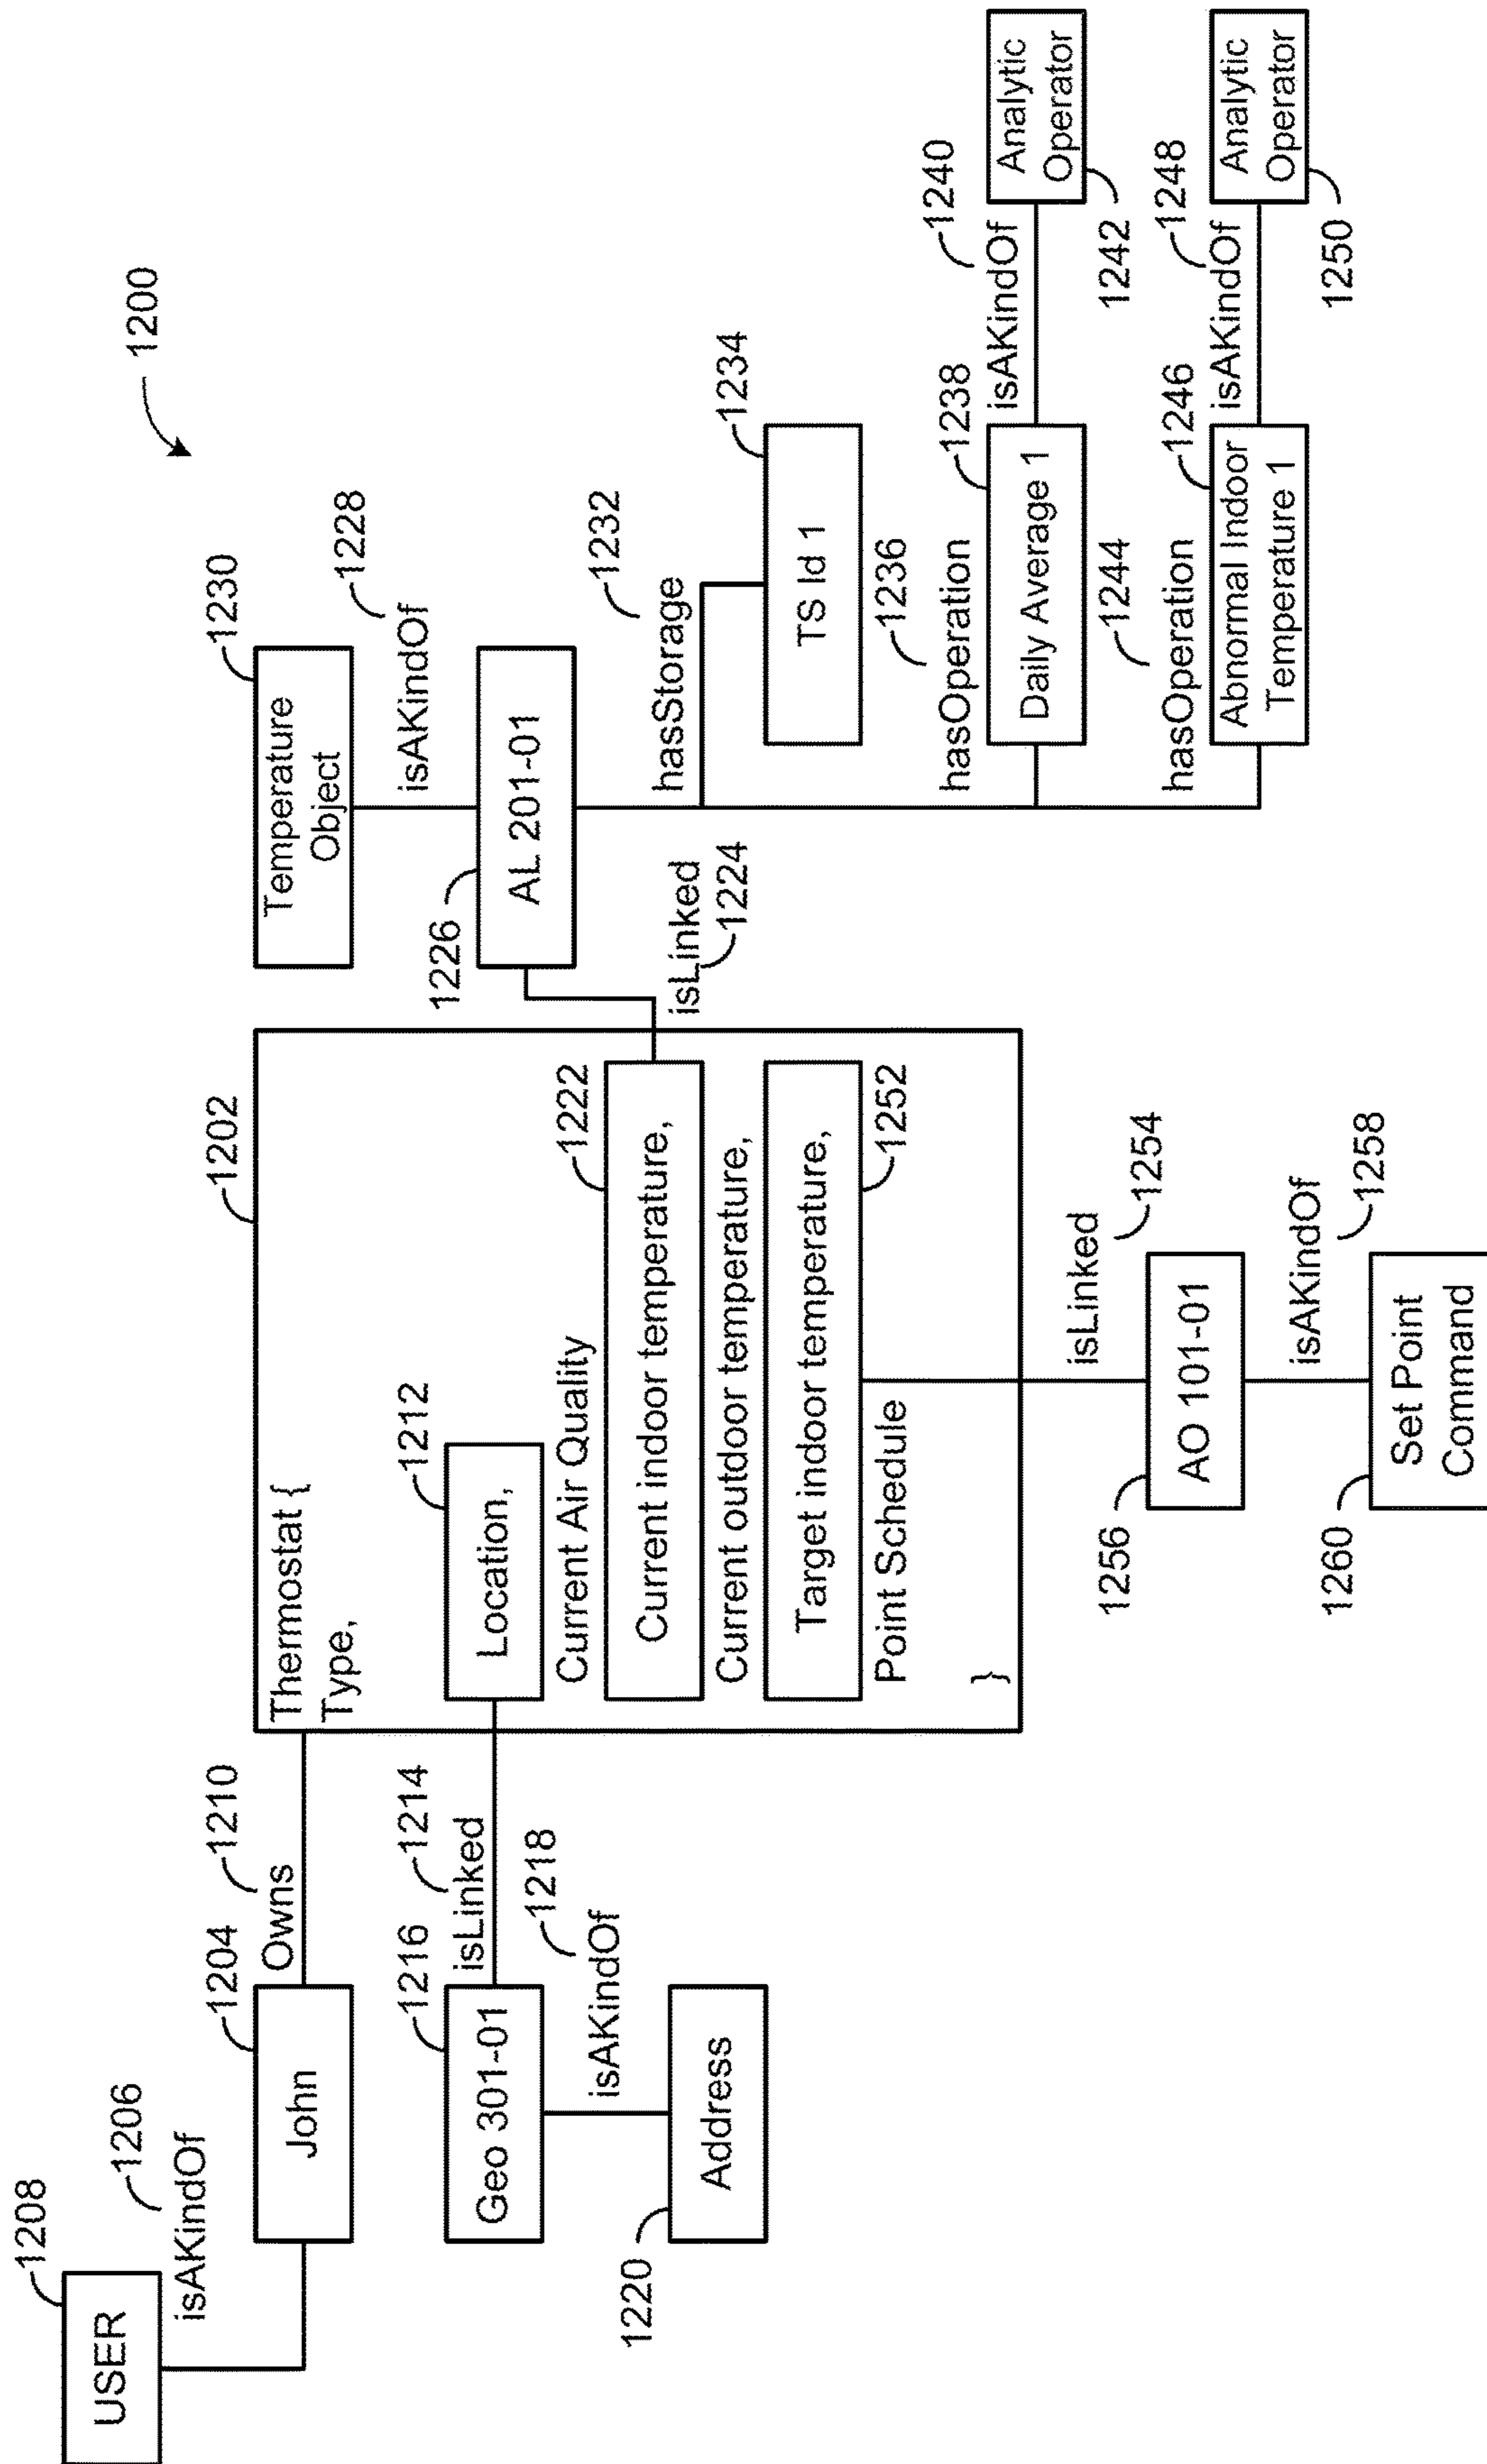 1200
1208
USER
1206
isAKindOf
1204
John
1210
Owns
1202
Thermostat {
Type,
1212
Location,
Current Air Quality
1222
Current indoor temperature,
Current outdoor temperature,
1252
Target indoor temperature,
Point Schedule
}
1216
Geo 301-01
1214
isLinked
1218
isAKindOf
1220
Address
1230
Temperature
Object
1228
isAKindOf
1226
AL 201-01
isLinked
1224
1232
hasStorage
1234
TS Id 1
1236
hasOperation
1238
Daily Average 1
1240
isAKindOf
Analytic
Operator
1242
1244
hasOperation
1246
Abnormal Indoor
Temperature 1
1248
isAKindOf
Analytic
Operator
1250
isLinked
1254
1256
AO 101-01
isAKindOf
1258
1260
Set Point
Command